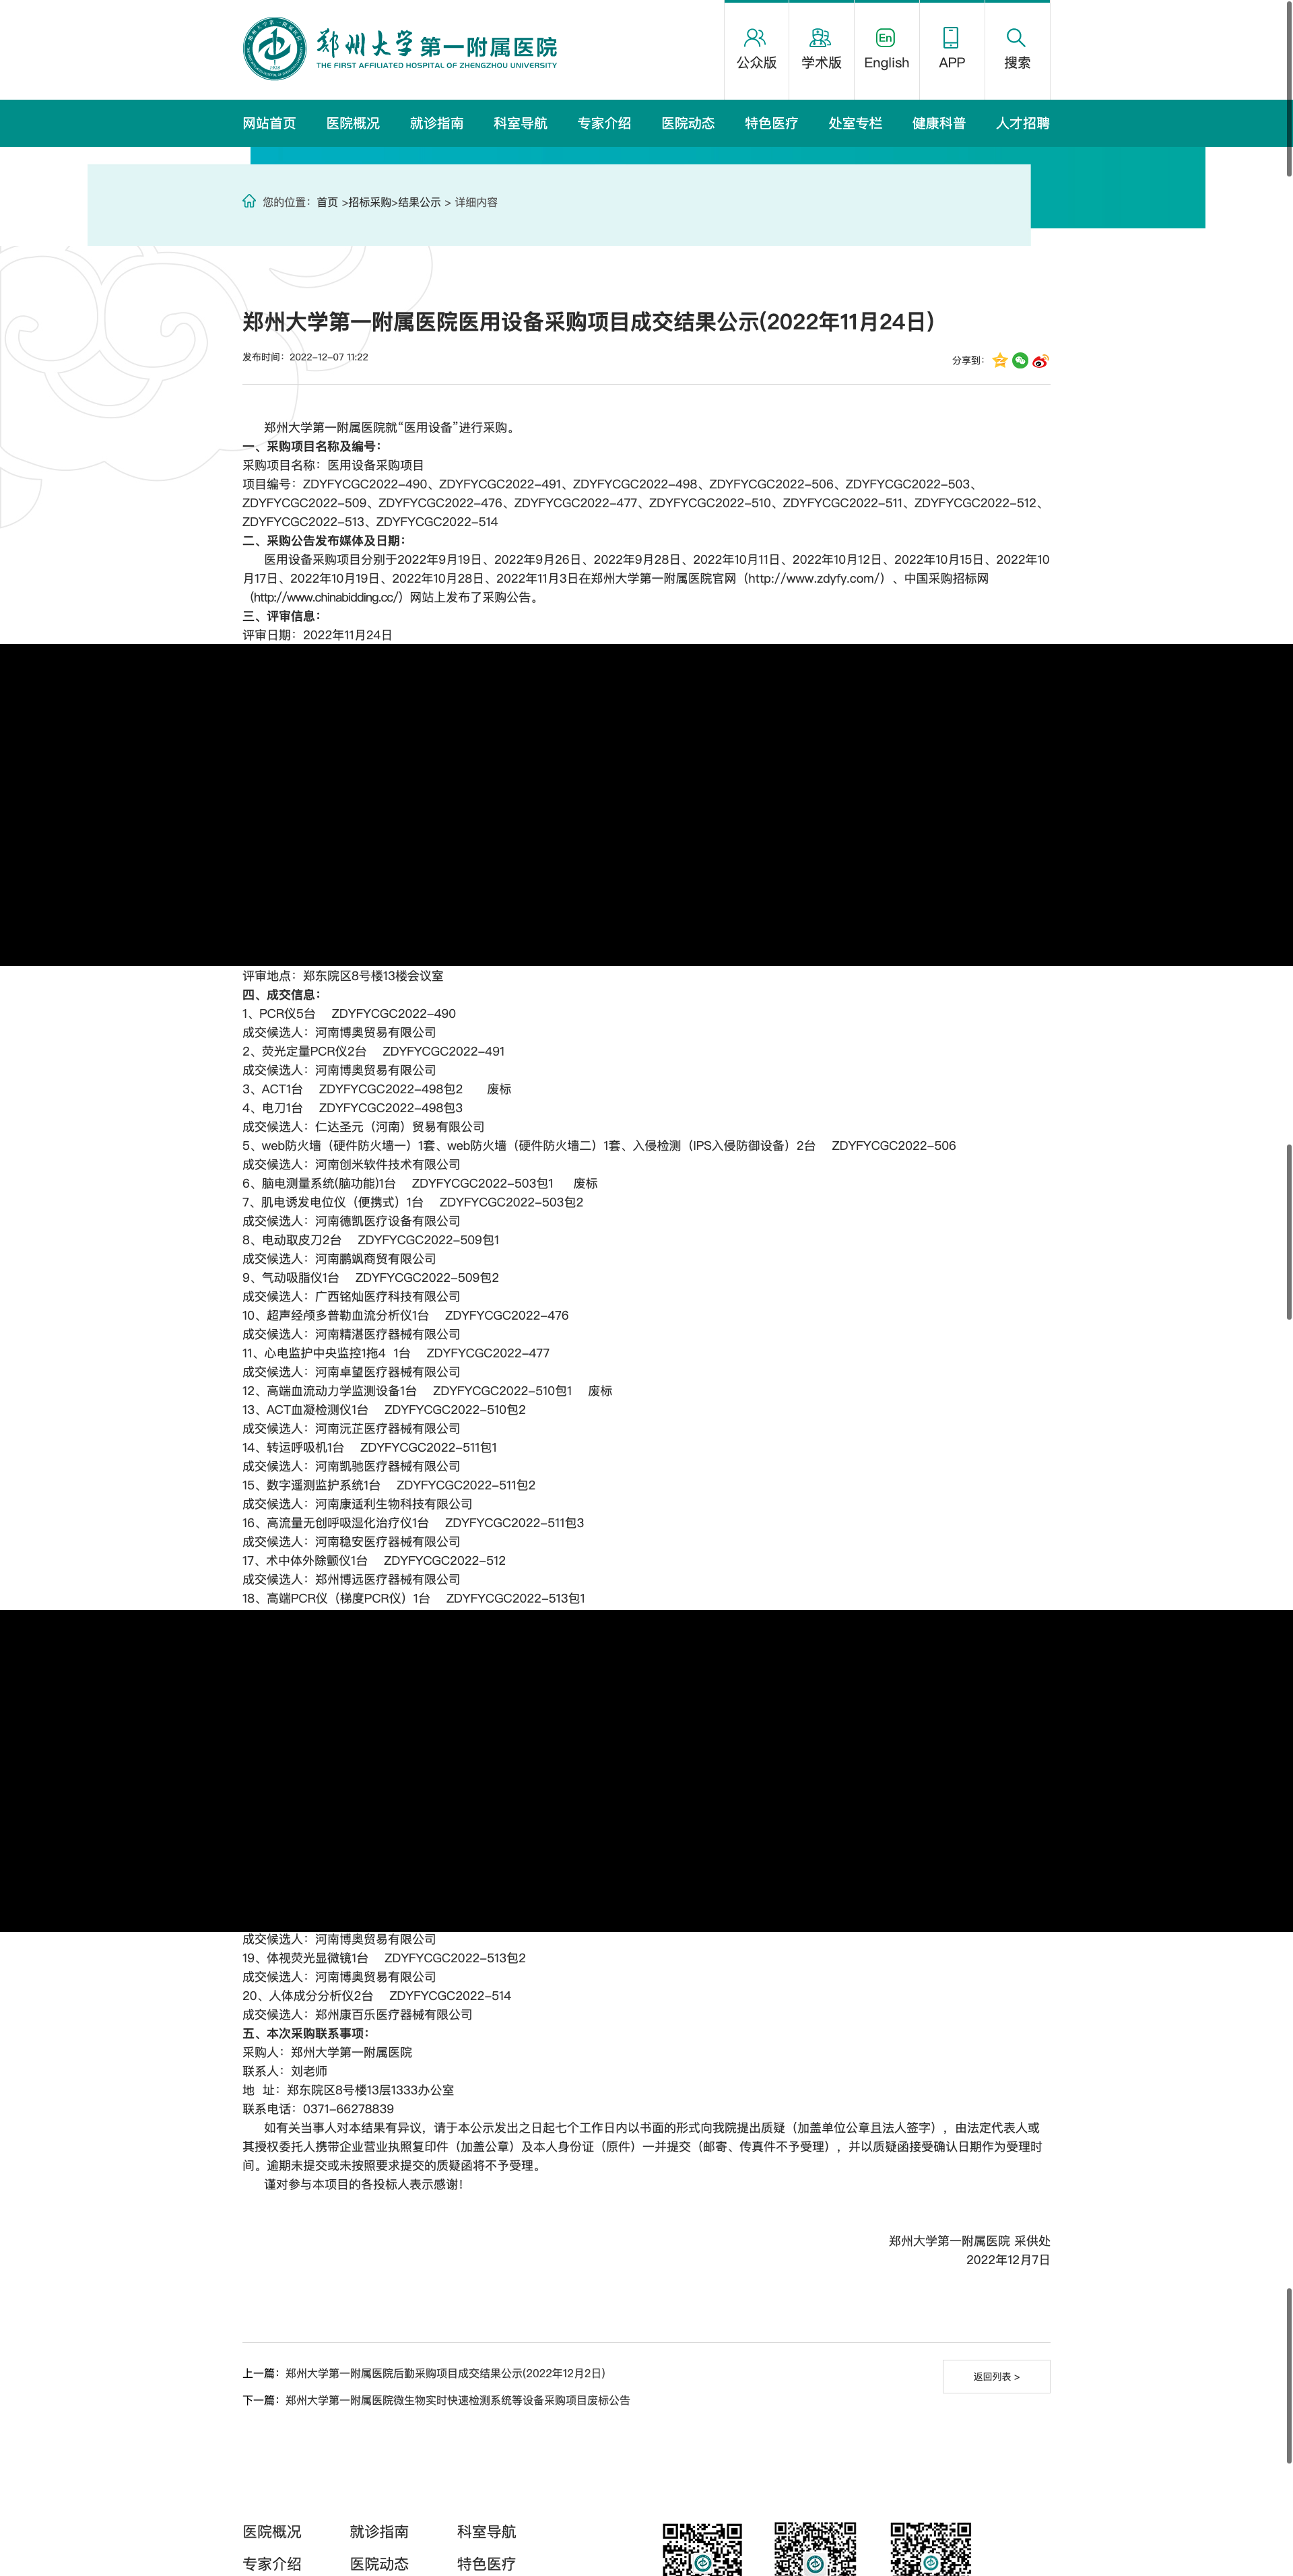 郑州大学第一附属医院
THE FIRST AFFILIATED HOSPITAL OF ZHENGZHOU UNIVERSITY
公众版
学术版
En
English
APP
搜索
网站首页 医院概况 就诊指南 科室导航 专家介绍 医院动态 特色医疗 处室专栏 健康科普 人才招聘
您的位置：首页 >招标采购>结果公示 > 详细内容
郑州大学第一附属医院医用设备采购项目成交结果公示(2022年11月24日)
发布时间：2022-12-07 11:22
分享到：
郑州大学第一附属医院就“医用设备”进行采购。
一、采购项目名称及编号：
采购项目名称：医用设备采购项目
项目编号：ZDYFYCGC2022-490、ZDYFYCGC2022-491、ZDYFYCGC2022-498、ZDYFYCGC2022-506、ZDYFYCGC2022-503、
ZDYFYCGC2022-509、ZDYFYCGC2022-476、ZDYFYCGC2022-477、ZDYFYCGC2022-510、ZDYFYCGC2022-511、ZDYFYCGC2022-512、
ZDYFYCGC2022-513、ZDYFYCGC2022-514
二、采购公告发布媒体及日期：
医用设备采购项目分别于2022年9月19日、2022年9月26日、2022年9月28日、2022年10月11日、2022年10月12日、2022年10月15日、2022年10
月17日、2022年10月19日、2022年10月28日、2022年11月3日在郑州大学第一附属医院官网（http://www.zdyfy.com/）、中国采购招标网
（http://www.chinabidding.cc/）网站上发布了采购公告。
三、评审信息：
评审日期：2022年11月24日
评审地点：郑东院区8号楼13楼会议室
四、成交信息：
1、PCR仪5台 ZDYFYCGC2022-490
成交候选人：河南博奥贸易有限公司
2、荧光定量PCR仪2台 ZDYFYCGC2022-491
成交候选人：河南博奥贸易有限公司
3、ACT1台 ZDYFYCGC2022-498包2 废标
4、电刀1台 ZDYFYCGC2022-498包3
成交候选人：仁达圣元（河南）贸易有限公司
5、web防火墙（硬件防火墙一）1套、web防火墙（硬件防火墙二）1套、入侵检测（IPS入侵防御设备）2台 ZDYFYCGC2022-506
成交候选人：河南创米软件技术有限公司
6、脑电测量系统(脑功能)1台 ZDYFYCGC2022-503包1 废标
7、肌电诱发电位仪（便携式）1台 ZDYFYCGC2022-503包2
成交候选人：河南德凯医疗设备有限公司
8、电动取皮刀2台 ZDYFYCGC2022-509包1
成交候选人：河南鹏飒商贸有限公司
9、气动吸脂仪1台 ZDYFYCGC2022-509包2
成交候选人：广西铭灿医疗科技有限公司
10、超声经颅多普勒血流分析仪1台 ZDYFYCGC2022-476
成交候选人：河南精湛医疗器械有限公司
11、心电监护中央监控1拖4 1台 ZDYFYCGC2022-477
成交候选人：河南卓望医疗器械有限公司
12、高端血流动力学监测设备1台 ZDYFYCGC2022-510包1 废标
13、ACT血凝检测仪1台 ZDYFYCGC2022-510包2
成交候选人：河南沅芷医疗器械有限公司
14、转运呼吸机1台 ZDYFYCGC2022-511包1
成交候选人：河南凯驰医疗器械有限公司
15、数字遥测监护系统1台 ZDYFYCGC2022-511包2
成交候选人：河南康适利生物科技有限公司
16、高流量无创呼吸湿化治疗仪1台 ZDYFYCGC2022-511包3
成交候选人：河南稳安医疗器械有限公司
17、术中体外除颤仪1台 ZDYFYCGC2022-512
成交候选人：郑州博远医疗器械有限公司
18、高端PCR仪（梯度PCR仪）1台 ZDYFYCGC2022-513包1
成交候选人：河南博奥贸易有限公司
19、体视荧光显微镜1台 ZDYFYCGC2022-513包2
成交候选人：河南博奥贸易有限公司
20、人体成分分析仪2台 ZDYFYCGC2022-514
成交候选人：郑州康百乐医疗器械有限公司
五、本次采购联系事项：
采购人：郑州大学第一附属医院
联系人：刘老师
地 址：郑东院区8号楼13层1333办公室
联系电话：0371-66278839
如有关当事人对本结果有异议，请于本公示发出之日起七个工作日内以书面的形式向我院提出质疑（加盖单位公章且法人签字），由法定代表人或
其授权委托人携带企业营业执照复印件（加盖公章）及本人身份证（原件）一并提交（邮寄、传真件不予受理），并以质疑函接受确认日期作为受理时
间。逾期未提交或未按照要求提交的质疑函将不予受理。
谨对参与本项目的各投标人表示感谢！
郑州大学第一附属医院 采供处
2022年12月7日
上一篇：郑州大学第一附属医院后勤采购项目成交结果公示(2022年12月2日)
返回列表 >
下一篇：郑州大学第一附属医院微生物实时快速检测系统等设备采购项目废标公告
医院概况 就诊指南 科室导航
专家介绍 医院动态 特色医疗